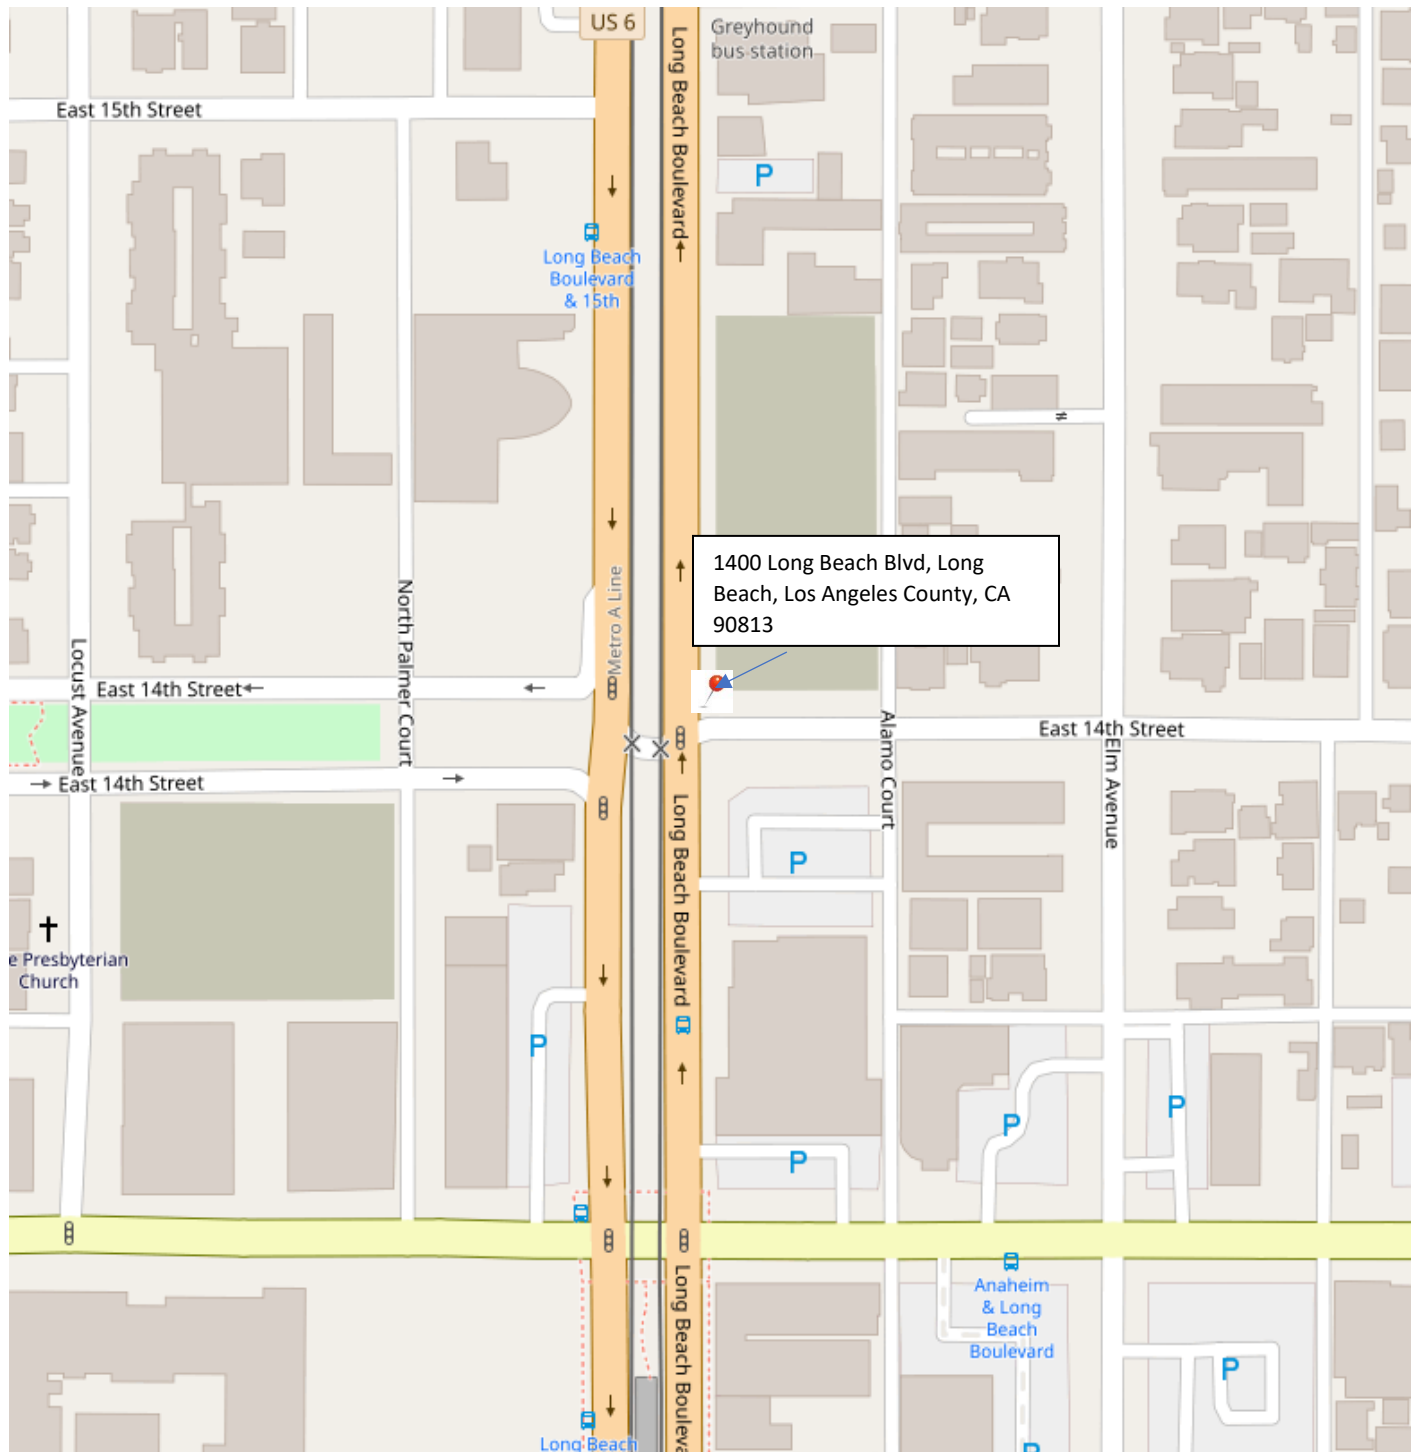 US 6
Greyhound
bus station
Long Beach Boulevard
East 15th Street
P
Long Beach
Boulevard
& 15th
1400 Long Beach Blvd, Long
Beach, Los Angeles County, CA
90813
Metro A Line
North Palmer Court
Locust Avenue
East 14th Street
East 14th Street
Alamo Court
Elm Avenue
East 14th Street
Long Beach Boulevard
P
e Presbyterian
Church
P
P
P
P
Anaheim
& Long
Beach
Boulevard
Long Beach Bouleva
P
Long Beach
P